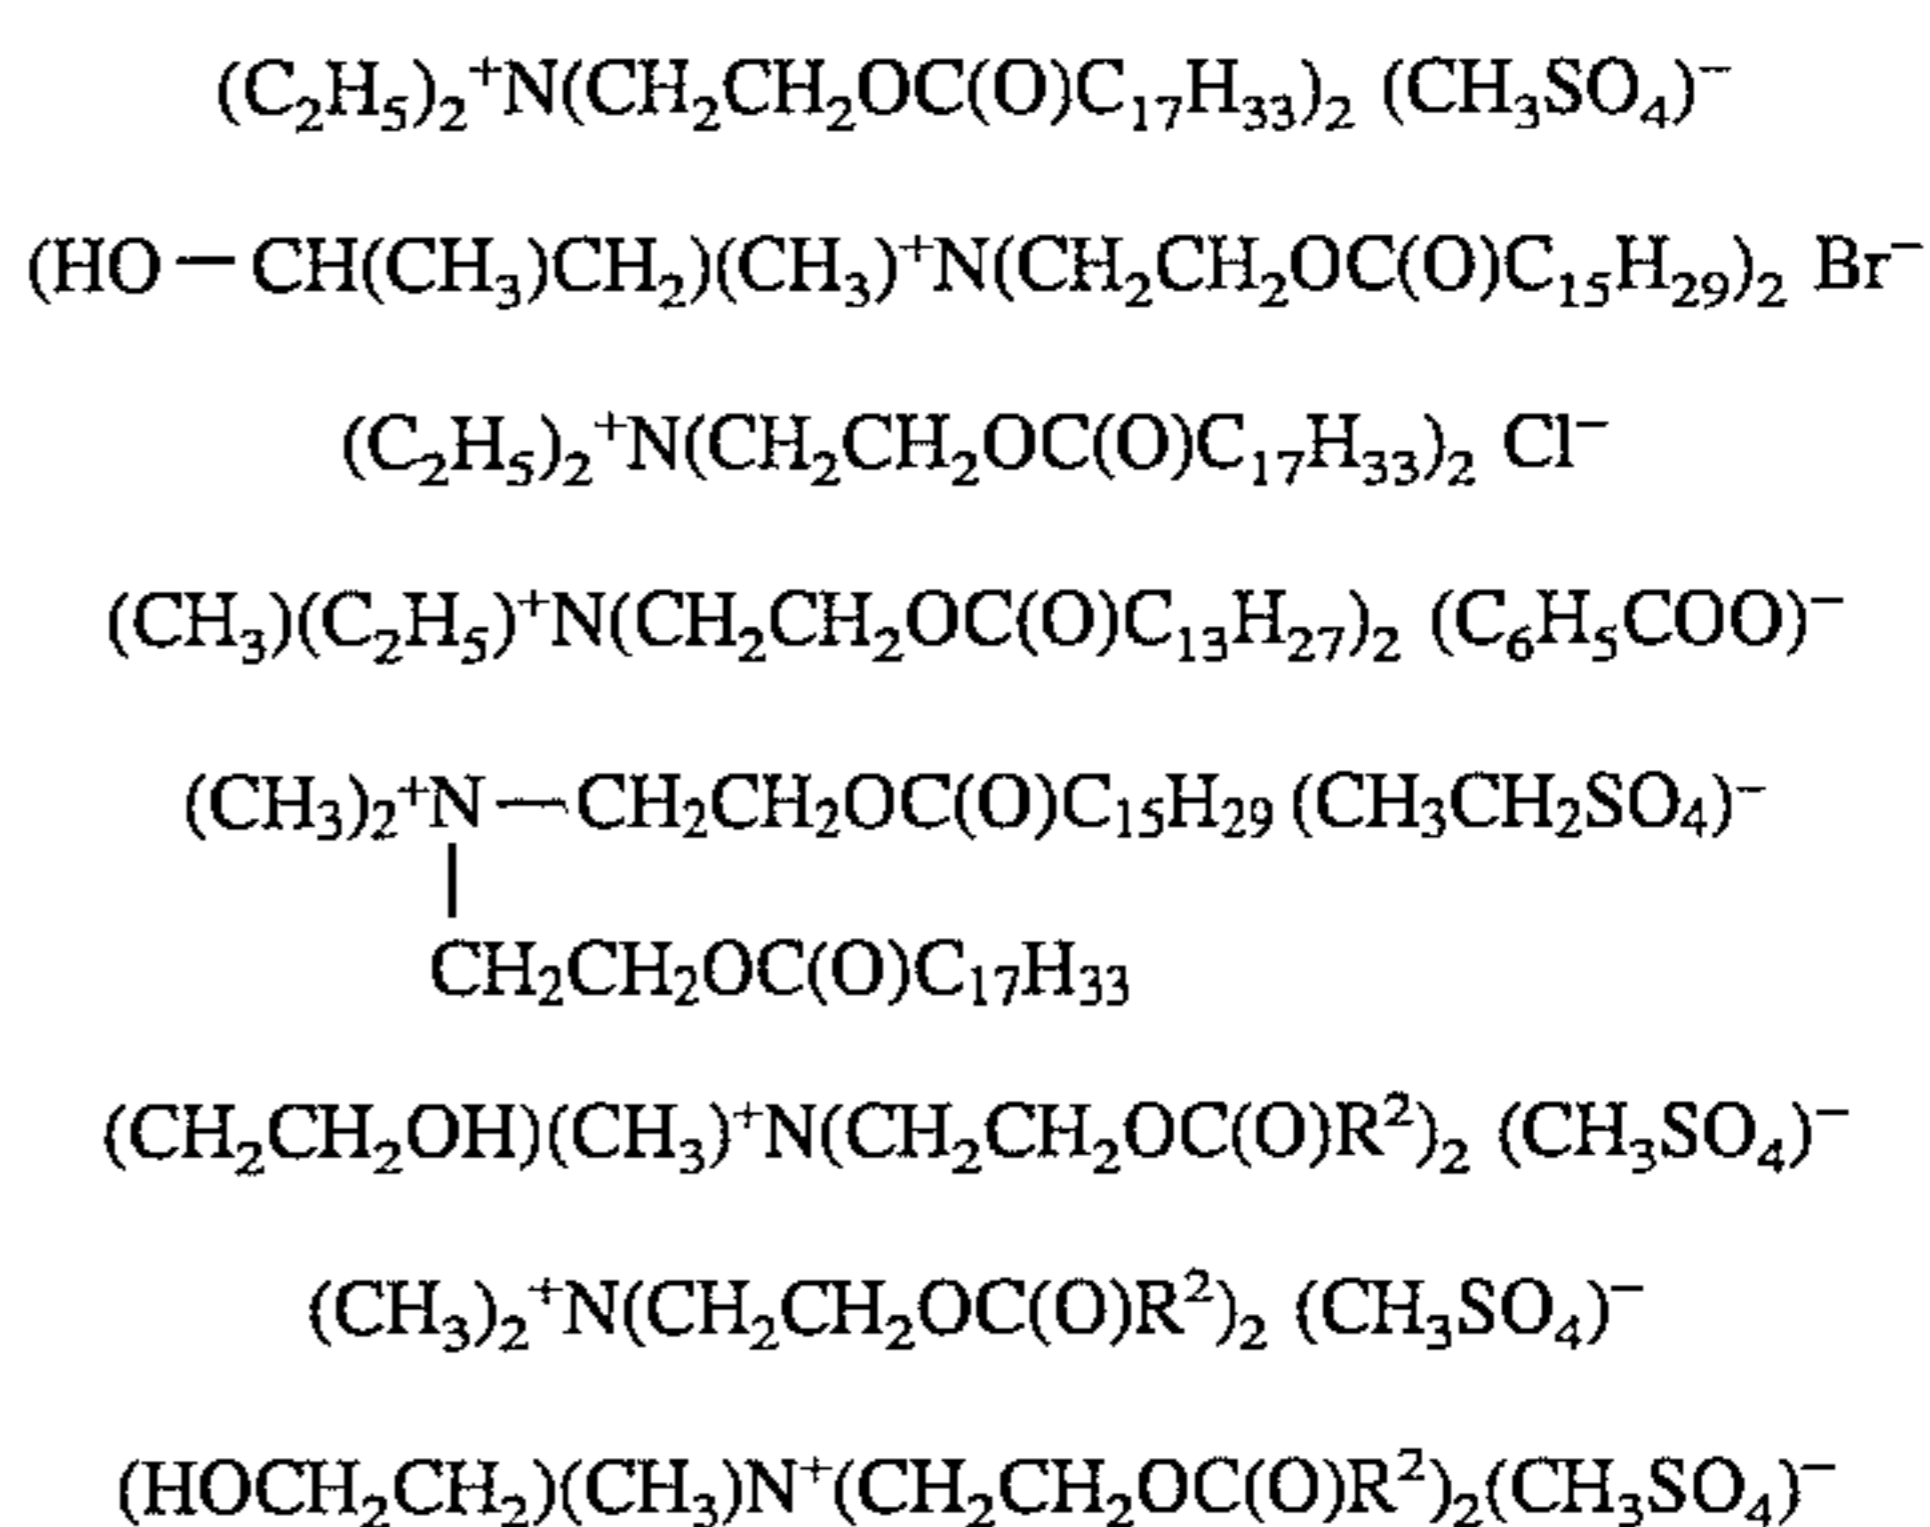 (C₂H₅)₂⁺N(CH₂CH₂OC(O)C₁₇H₃₃)₂ (CH₃SO₄)⁻
(HO—CH(CH₃)CH₂)(CH₃)⁺N(CH₂CH₂OC(O)C₁₅H₂₉)₂ Br⁻
(C₂H₅)₂⁺N(CH₂CH₂OC(O)C₁₇H₃₃)₂ Cl⁻
(CH₃)(C₂H₅)⁺N(CH₂CH₂OC(O)C₁₃H₂₇)₂ (C₆H₅COO)⁻
(CH₃)₂⁺N—CH₂CH₂OC(O)C₁₅H₂₉ (CH₃CH₂SO₄)⁻
CH₂CH₂OC(O)C₁₇H₃₃
(CH₂CH₂OH)(CH₃)⁺N(CH₂CH₂OC(O)R²)₂ (CH₃SO₄)⁻
(CH₃)₂⁺N(CH₂CH₂OC(O)R²)₂ (CH₃SO₄)⁻
(HOCH₂CH₂)(CH₃)N⁺(CH₂CH₂OC(O)R²)₂(CH₃SO₄)⁻